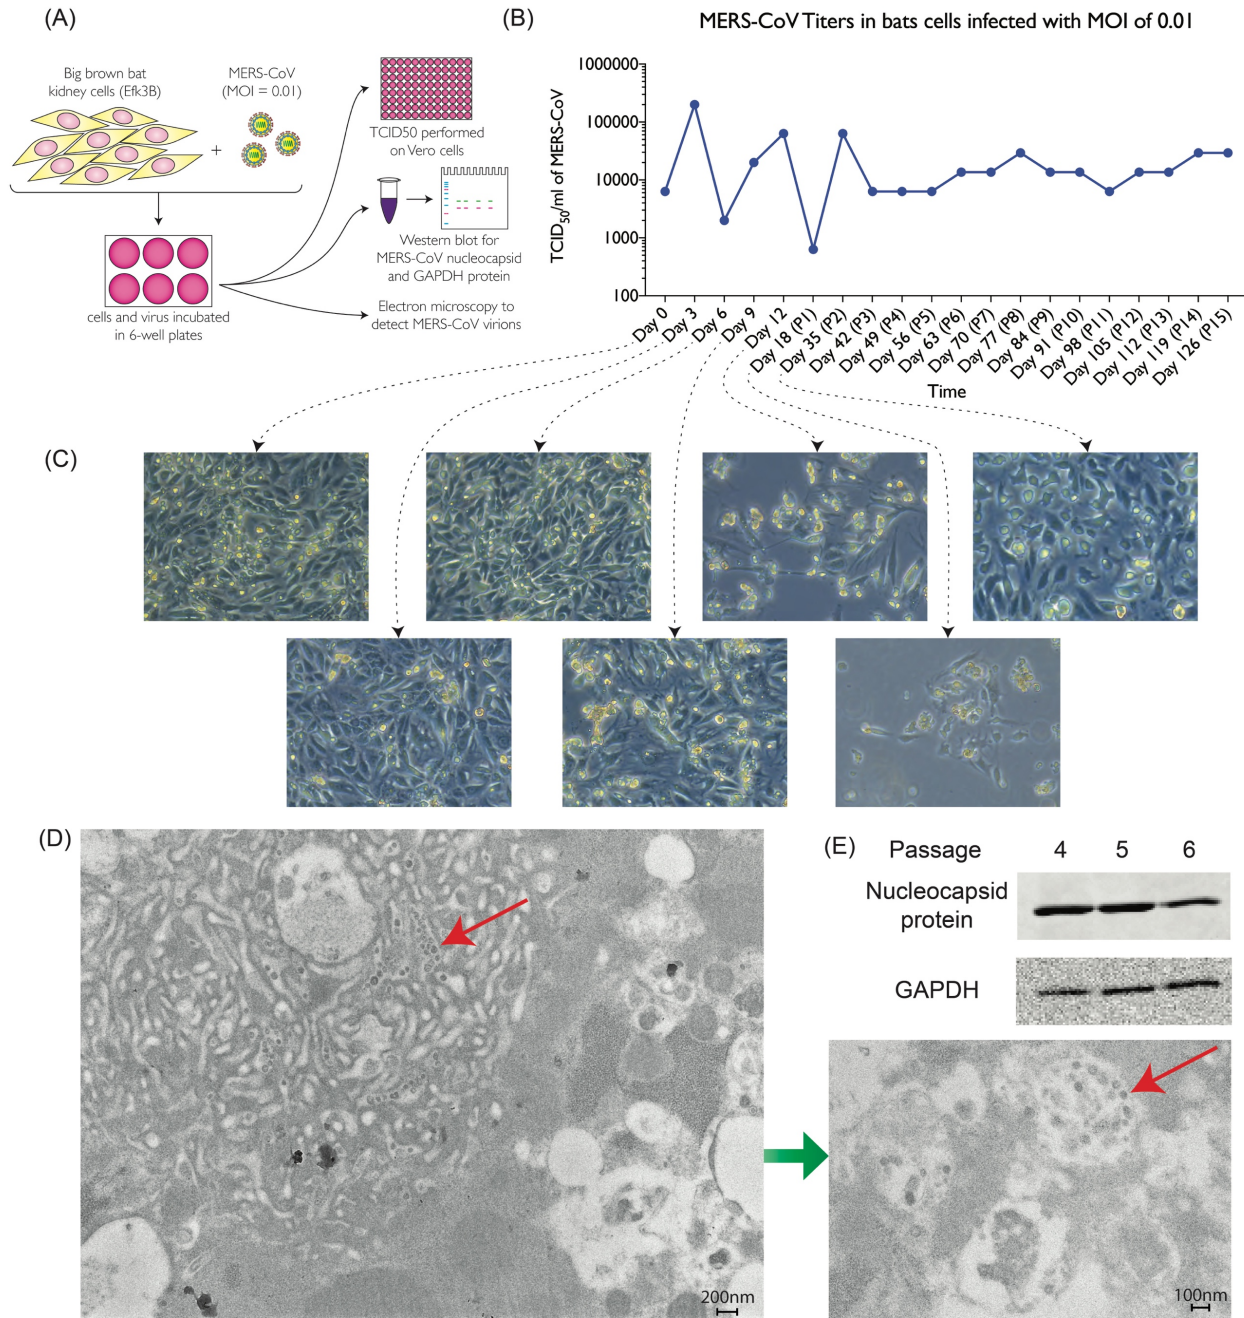 (A)
Big brown bat
kidney cells (Efk3B)
MERS-CoV
(MOI = 0.01)
+
cells and virus incubated
in 6-well plates
TCID50 performed
on Vero cells
Western blot for
MERS-CoV nucleocapsid
and GAPDH protein
Electron microscopy to
detect MERS-CoV virions
(B)
MERS-CoV Titers in bats cells infected with MOI of 0.01
TCID50/ml of MERS-CoV
1000000
100000
10000
1000
100
Day 0
Day 3
Day 6
Day 9
Day 12
Day 18 (P1)
Day 35 (P2)
Day 42 (P3)
Day 49 (P4)
Day 56 (P5)
Day 63 (P6)
Day 70 (P7)
Day 77 (P8)
Day 84 (P9)
Day 91 (P10)
Day 98 (P11)
Day 105 (P12)
Day 112 (P13)
Day 119 (P14)
Day 126 (P15)
Time
(C)
(D)
200nm
(E)
Passage 4 5 6
Nucleocapsid
protein
GAPDH
100nm